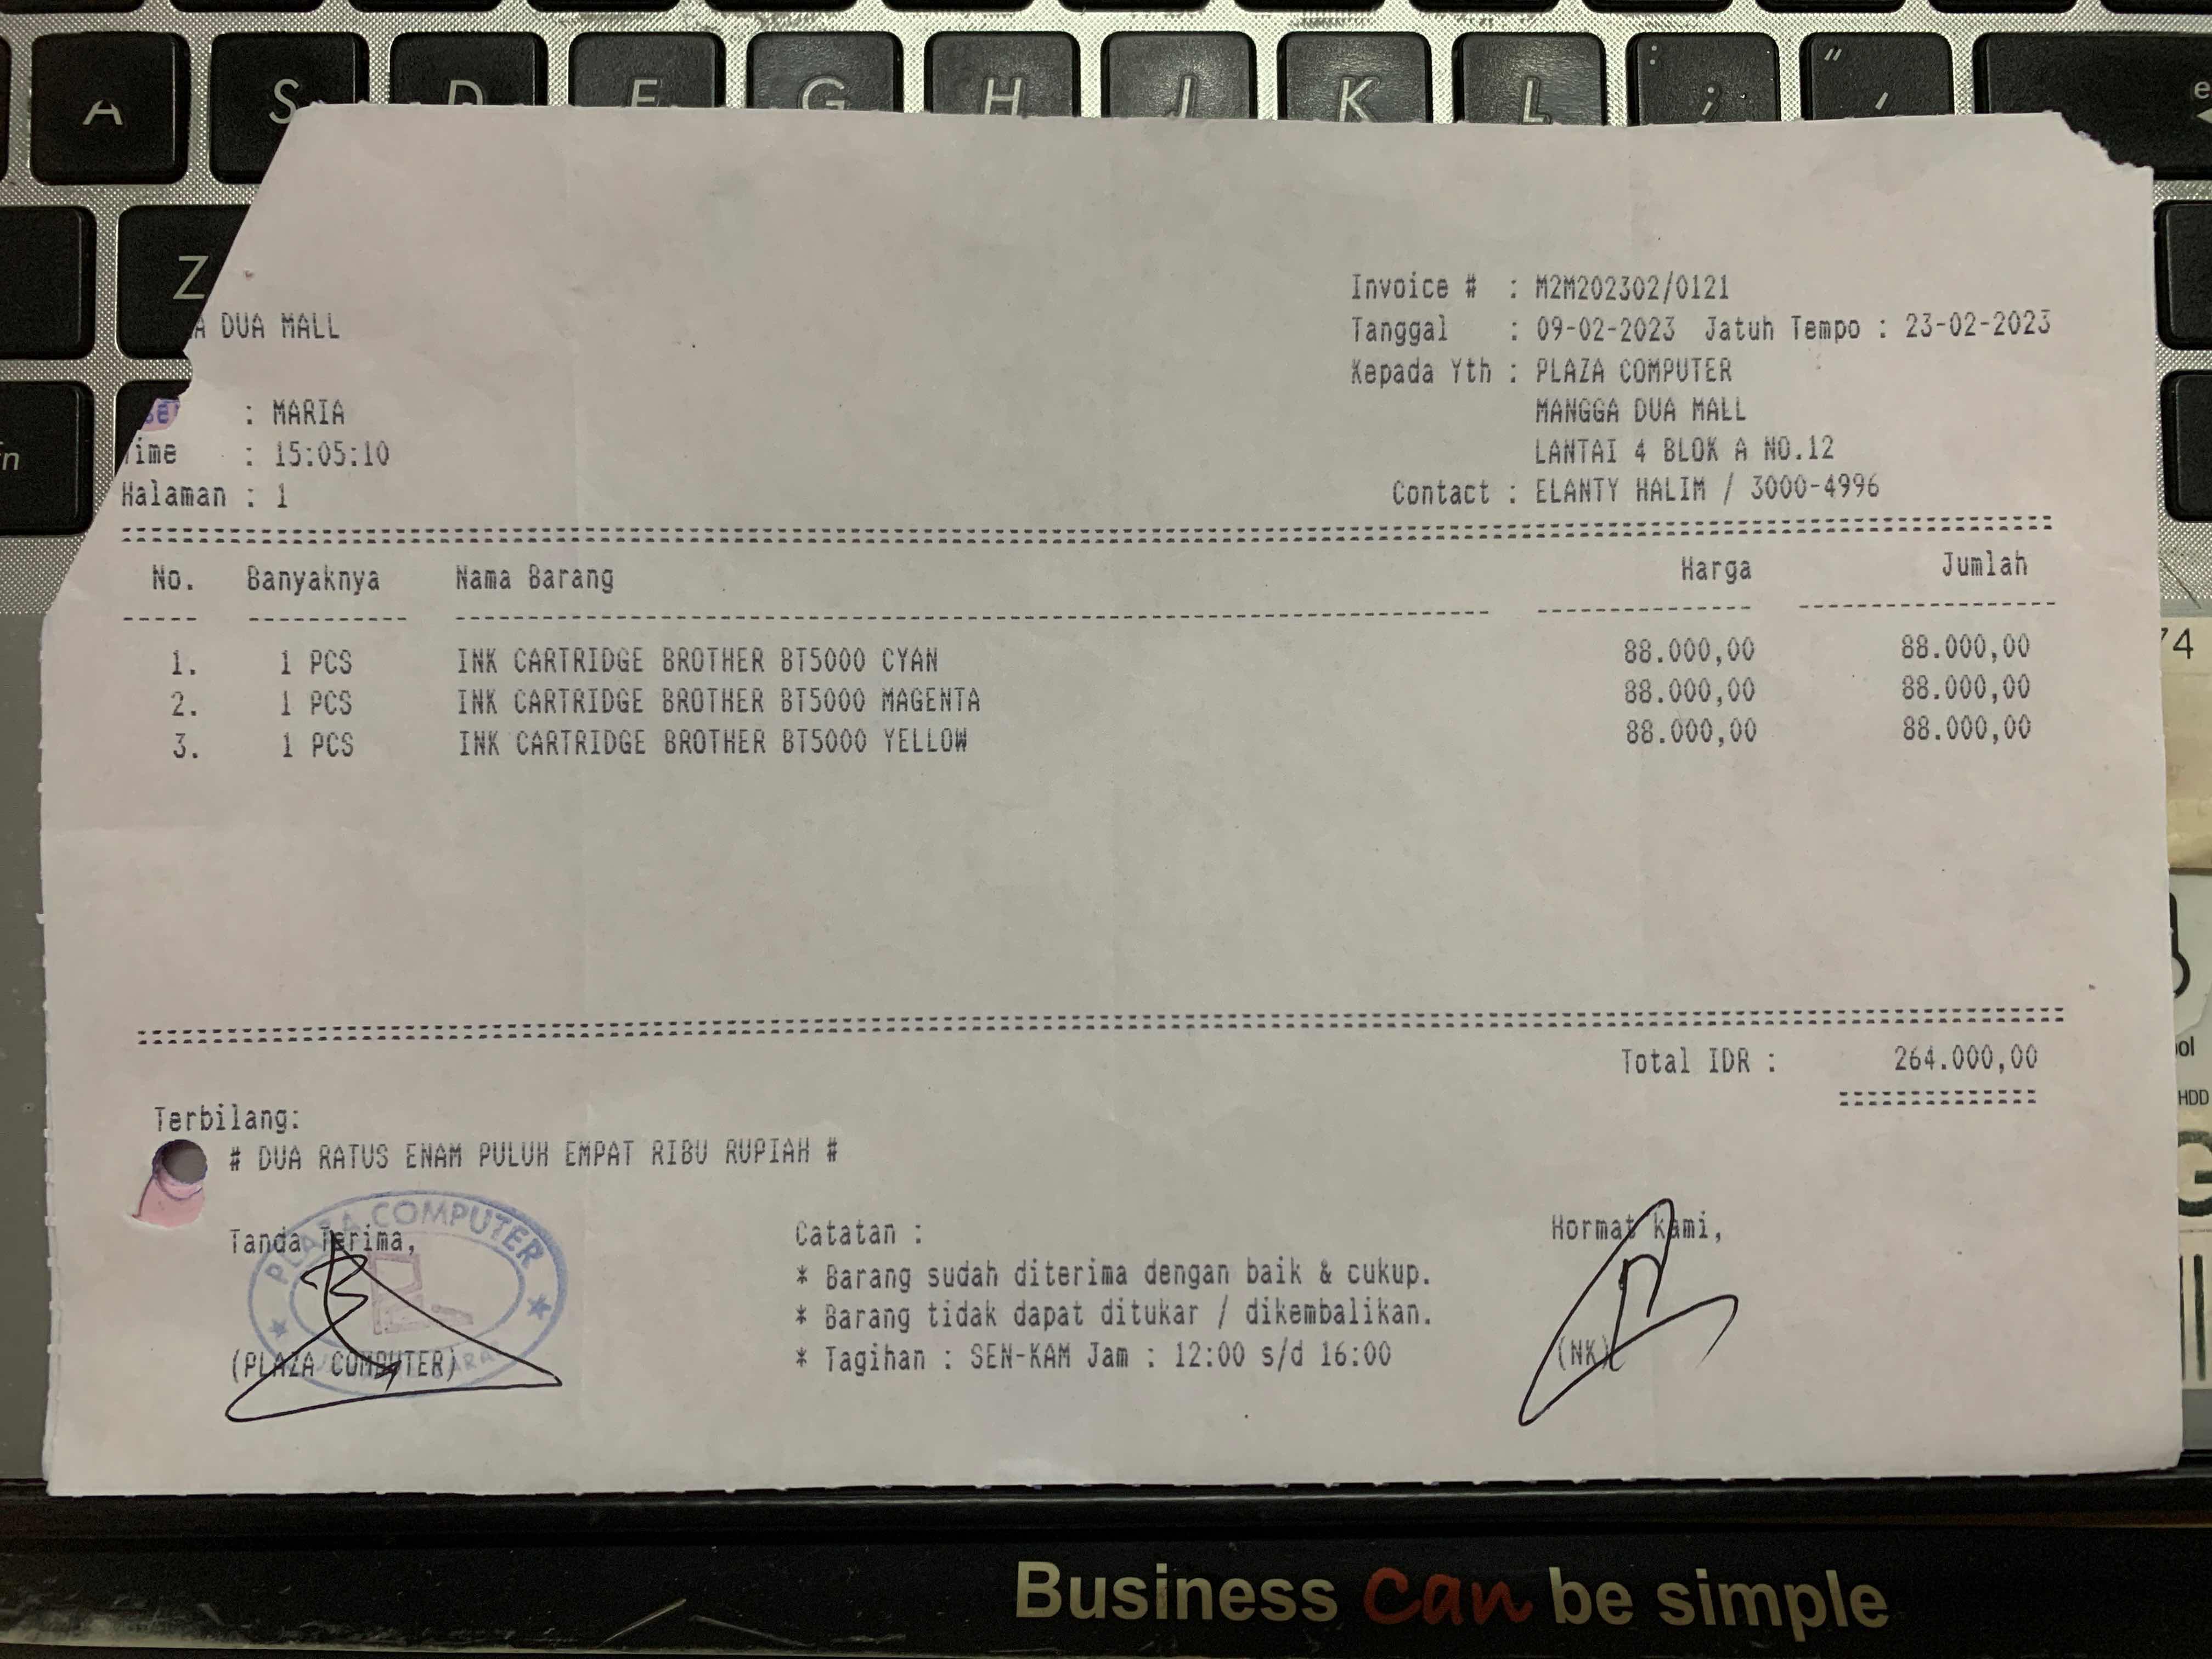 A DUA MALL
: MARIA
Time : 15:05:10
Halaman : 1
Invoice # : M2M202302/0121
Tanggal : 09-02-2023 Jatuh Tempo : 23-02-2023
Kepada Yth : PLAZA COMPUTER
MANGGA DUA MALL
LANTAI 4 BLOK A NO.12
Contact : ELANTY HALIM / 3000-4996
No. Banyaknya Nama Barang Harga Jumlah
1. 1 PCS INK CARTRIDGE BROTHER BT5000 CYAN 88.000,00 88.000,00
2. 1 PCS INK CARTRIDGE BROTHER BT5000 MAGENTA 88.000,00 88.000,00
3. 1 PCS INK CARTRIDGE BROTHER BT5000 YELLOW 88.000,00 88.000,00
Total IDR : 264.000,00
Terbilang:
# DUA RATUS ENAM PULUH EMPAT RIBU RUPIAH #
Tanda Terima,
PLAZA COMPUTER
(PLAZA COMPUTER)
Catatan :
* Barang sudah diterima dengan baik & cukup.
* Barang tidak dapat ditukar / dikembalikan.
* Tagihan : SEN-KAM Jam : 12:00 s/d 16:00
Hormat kami,
(NK)
A S D F G H J K L : ; " '
Z
74
HDD
G
Business can be simple